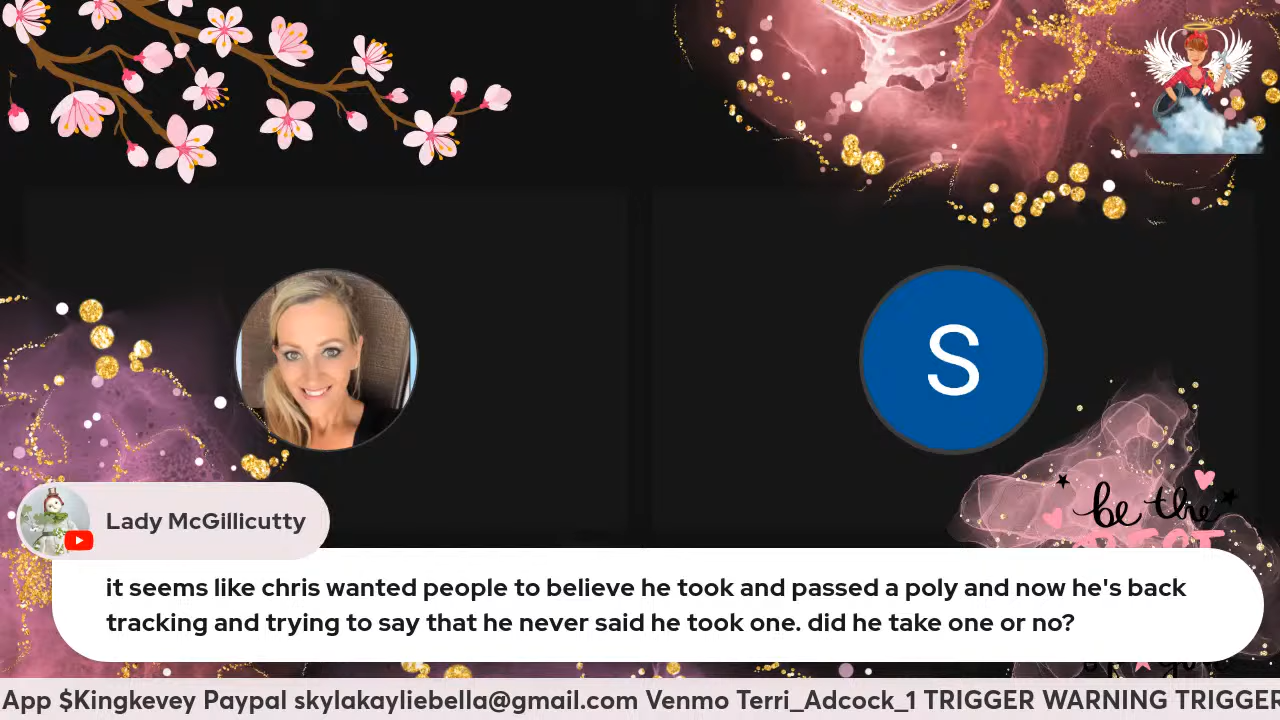 S
be the
Lady McGillicutty
it seems like chris wanted people to believe he took and passed a poly and now he's back
tracking and trying to say that he never said he took one. did he take one or no?
App $Kingkevey Paypal skylakayliebella@gmail.com Venmo Terri_Adcock_1 TRIGGER WARNING TRIGGER